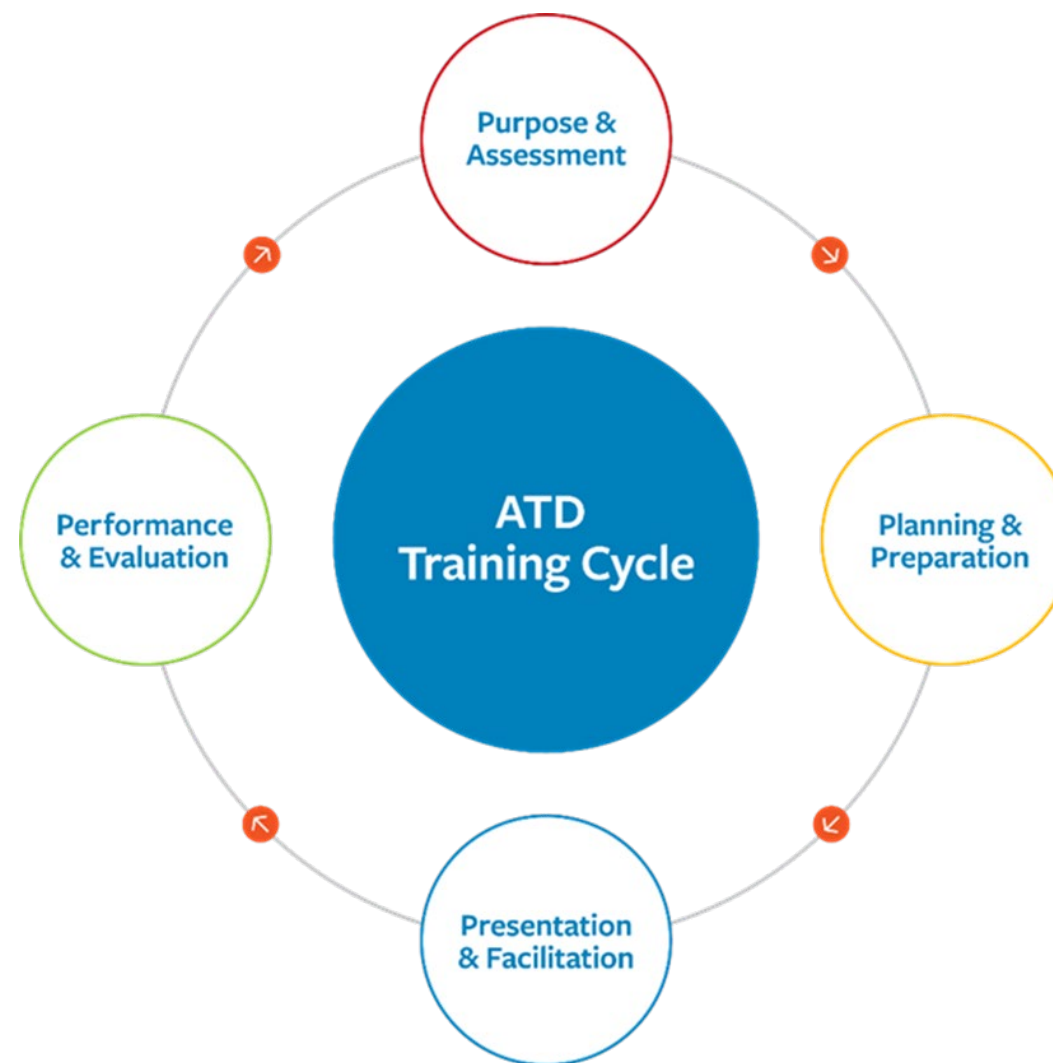 Purpose &
Assessment
Performance
& Evaluation
ATD
Training Cycle
Planning &
Preparation
Presentation
& Facilitation